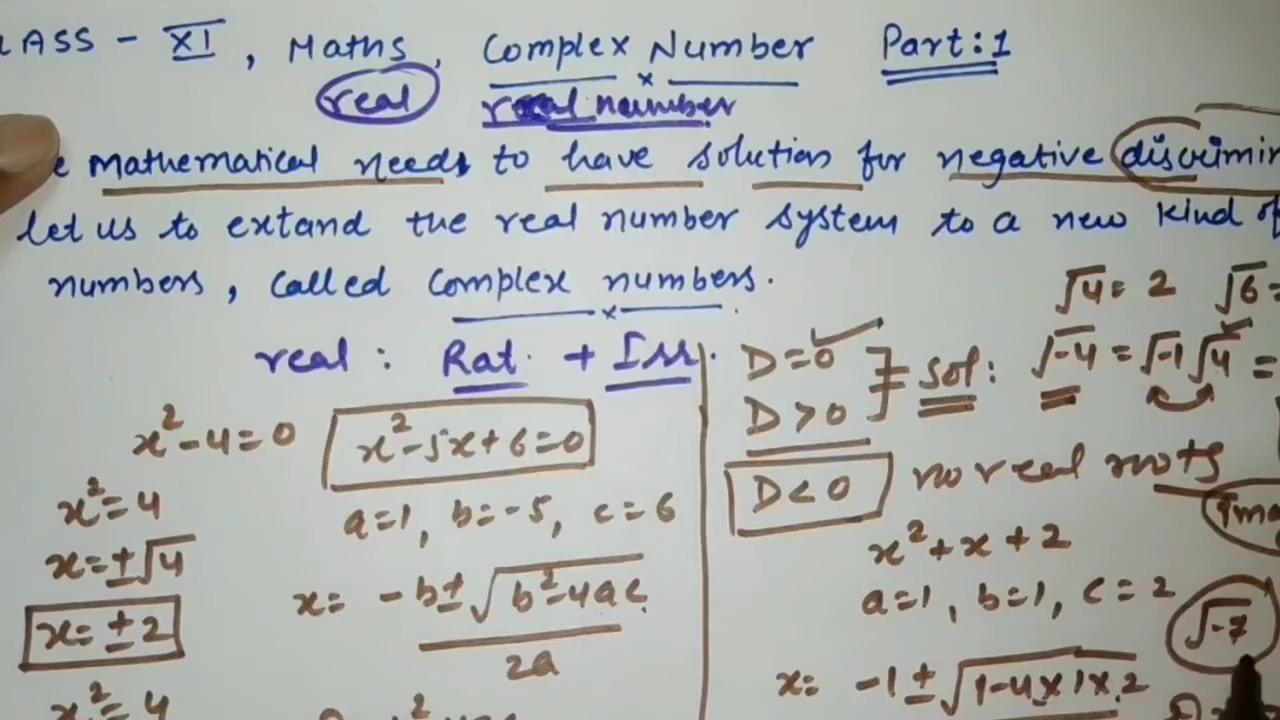 LASS - XI, Maths, Complex Number Part:1
real real number
e mathematical needs to have solution for negative discrimin
let us to extand the real number system to a new kind of
numbers, called complex numbers.
√4 = 2 √6 =
real : Rat. + Irr.
D=0
D>0
sol:
√-4 = √-1 √4 =
x²-4=0
x²-5x+6=0
D<0
no real roots
Ima
x²=4
a=1, b=-5, c=6
x²+x+2
x=±√4
x= -b±√b²-4ac
2a
a=1, b=1, c=2
√-7
x=±2
x= -1±√1-4×1×2
x²=4